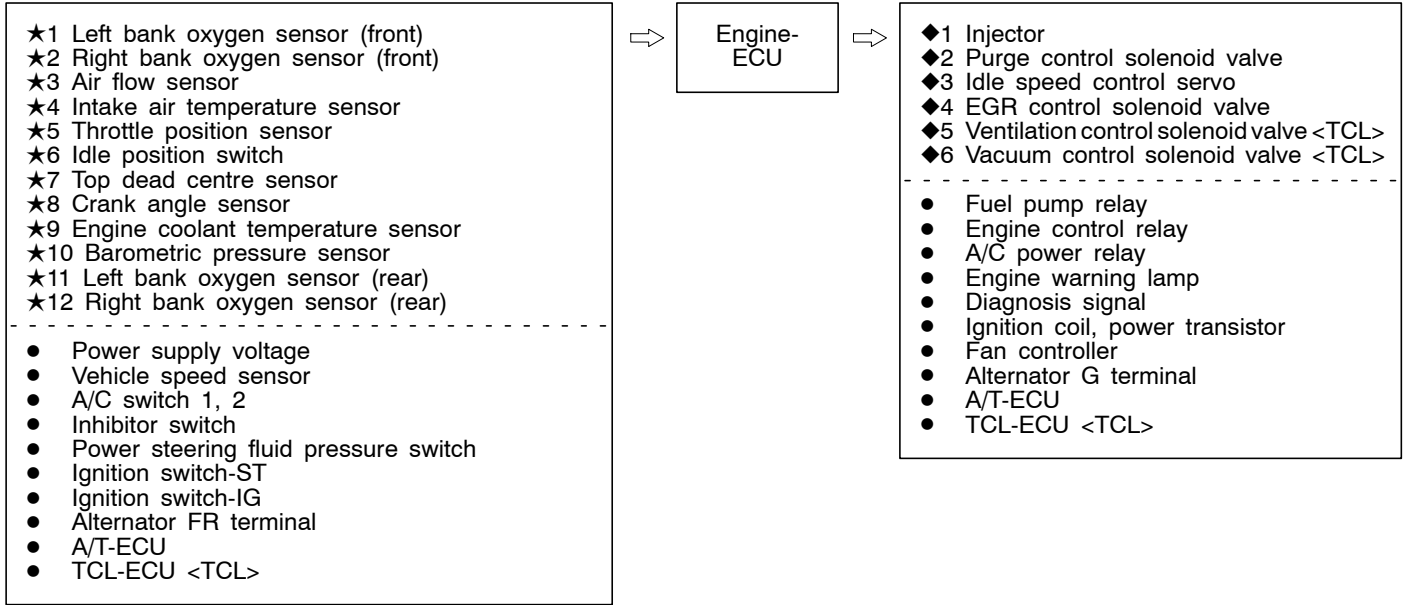 ★1 Left bank oxygen sensor (front)
★2 Right bank oxygen sensor (front)
★3 Air flow sensor
★4 Intake air temperature sensor
★5 Throttle position sensor
★6 Idle position switch
★7 Top dead centre sensor
★8 Crank angle sensor
★9 Engine coolant temperature sensor
★10 Barometric pressure sensor
★11 Left bank oxygen sensor (rear)
★12 Right bank oxygen sensor (rear)
● Power supply voltage
● Vehicle speed sensor
● A/C switch 1, 2
● Inhibitor switch
● Power steering fluid pressure switch
● Ignition switch-ST
● Ignition switch-IG
● Alternator FR terminal
● A/T-ECU
● TCL-ECU <TCL>
Engine-
ECU
◆1 Injector
◆2 Purge control solenoid valve
◆3 Idle speed control servo
◆4 EGR control solenoid valve
◆5 Ventilation control solenoid valve <TCL>
◆6 Vacuum control solenoid valve <TCL>
● Fuel pump relay
● Engine control relay
● A/C power relay
● Engine warning lamp
● Diagnosis signal
● Ignition coil, power transistor
● Fan controller
● Alternator G terminal
● A/T-ECU
● TCL-ECU <TCL>